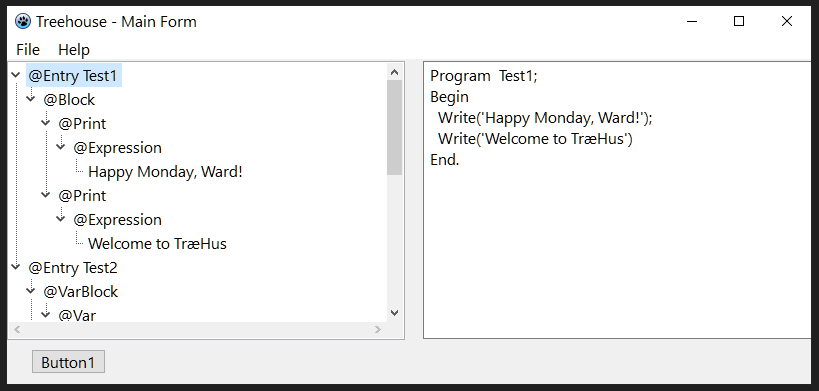 Treehouse - Main Form
File Help
@Entry Test1
@Block
@Print
@Expression
Happy Monday, Ward!
@Print
@Expression
Welcome to TræHus
@Entry Test2
@VarBlock
@Var
Program  Test1;
Begin
  Write('Happy Monday, Ward!');
  Write('Welcome to TræHus')
End.
Button1